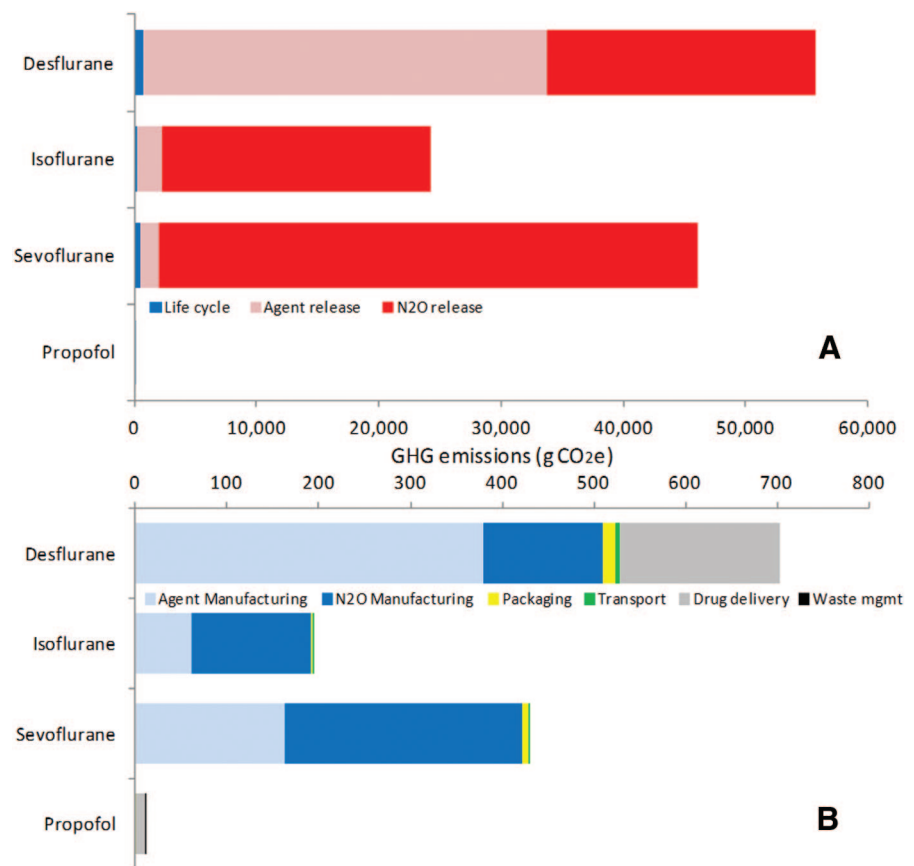 Desflurane
Isoflurane
Sevoflurane
Life cycle Agent release N2O release
Propofol
A
0 10,000 20,000 30,000 40,000 50,000 60,000
GHG emissions (g CO2e)
0 100 200 300 400 500 600 700 800
Desflurane
Agent Manufacturing N2O Manufacturing Packaging Transport Drug delivery Waste mgmt
Isoflurane
Sevoflurane
Propofol
B